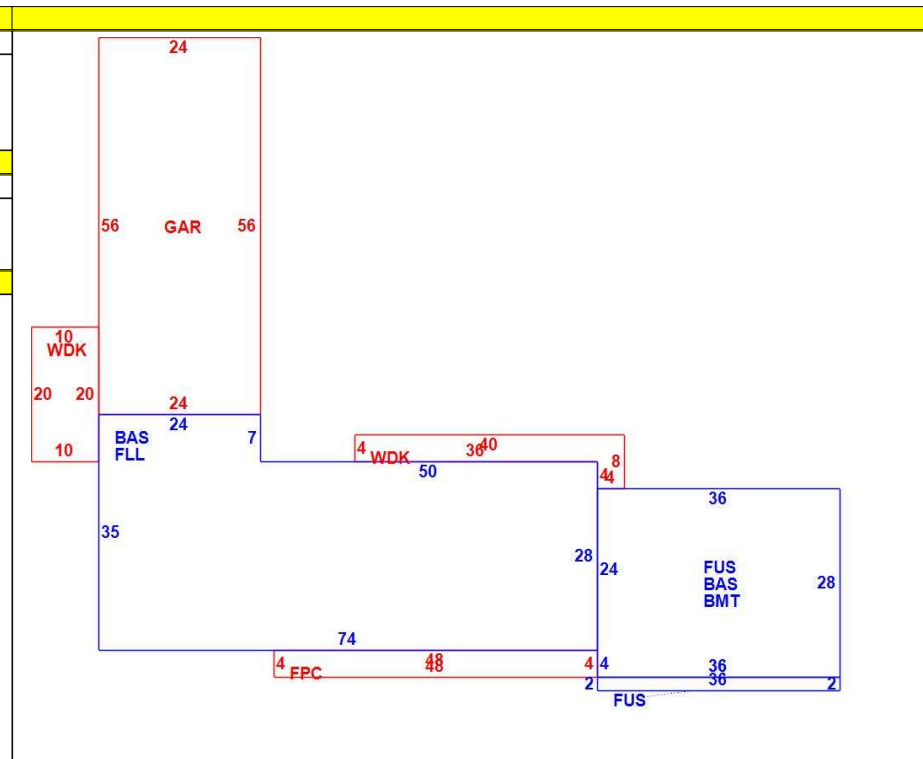 24
56 GAR 56
10
WDK
20 20
24
24
10
BAS 7
FLL
40
4 36
WDK 8
50 4
4
36
35
28 24
FUS
BAS 28
BMT
74
48 36
4 4 4
48 36
FPC
2 2
FUS